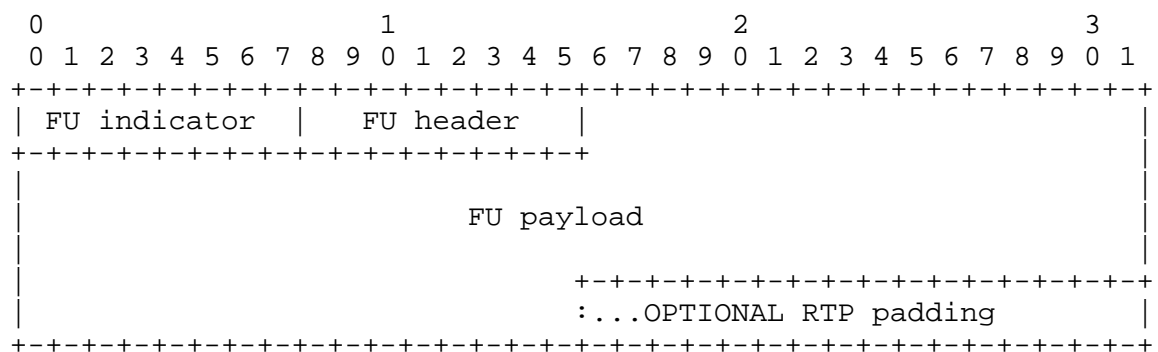 0                   1                   2                   3
 0 1 2 3 4 5 6 7 8 9 0 1 2 3 4 5 6 7 8 9 0 1 2 3 4 5 6 7 8 9 0 1
+-+-+-+-+-+-+-+-+-+-+-+-+-+-+-+-+-+-+-+-+-+-+-+-+-+-+-+-+-+-+-+
| FU indicator  |   FU header   |                               |
+-+-+-+-+-+-+-+-+-+-+-+-+-+-+-+-+                               |
|                                                               |
|                         FU payload                            |
|                                                               |
|                               +-+-+-+-+-+-+-+-+-+-+-+-+-+-+-+-+
|                               :...OPTIONAL RTP padding        |
+-+-+-+-+-+-+-+-+-+-+-+-+-+-+-+-+-+-+-+-+-+-+-+-+-+-+-+-+-+-+-+-+